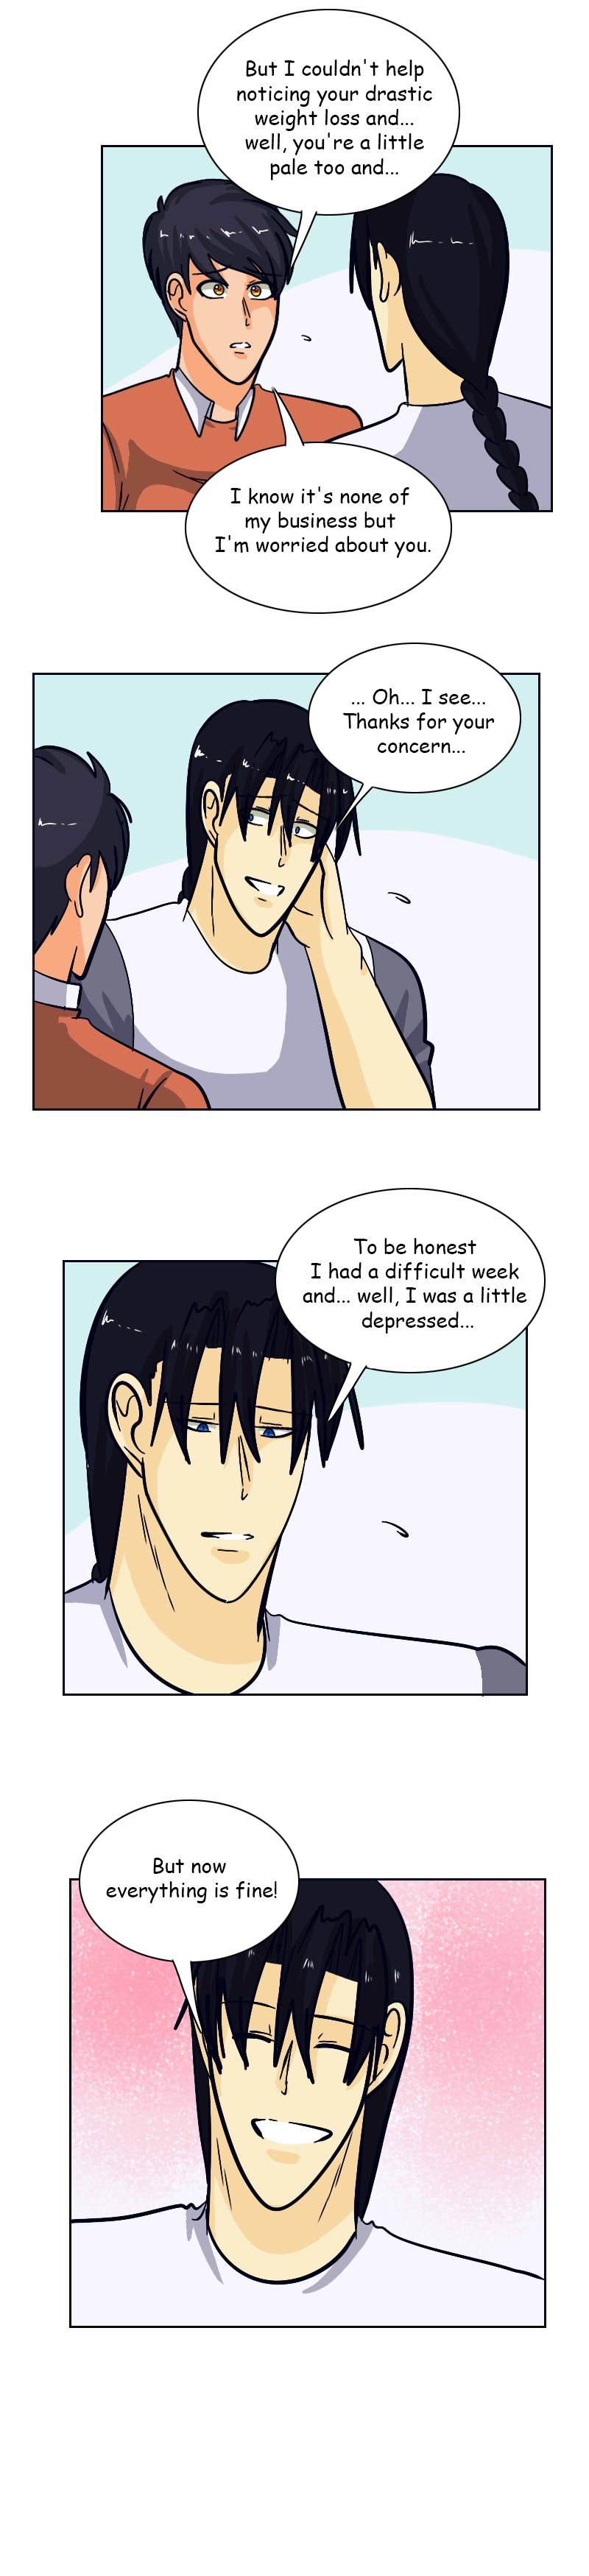 But I couldn't help
noticing your drastic
weight loss and...
well, you're a little
pale too and...
I know it's none of
my business but
I'm worried about you.
... Oh... I see...
Thanks for your
concern...
To be honest
I had a difficult week
and... well, I was a little
depressed...
But now
everything is fine!